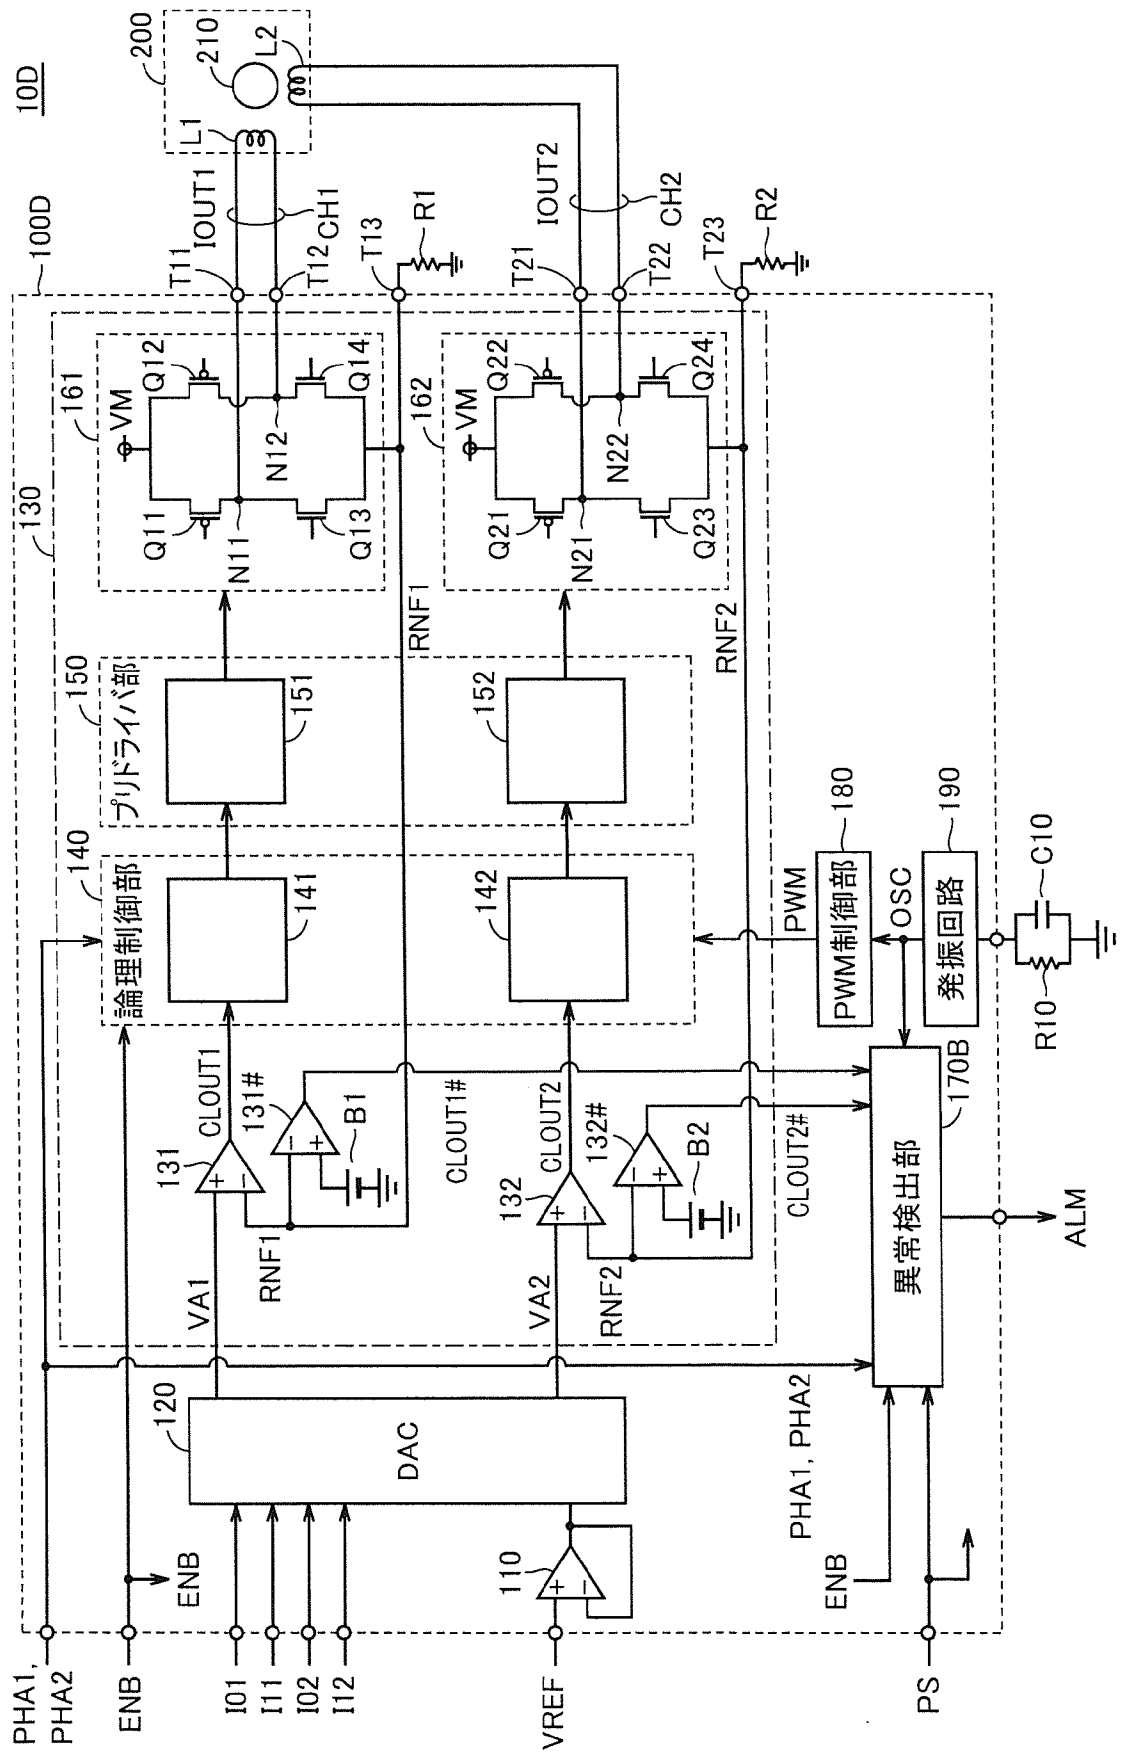 10D
200
210
L2
L1
100D
IOUT1
CH1
T11
T12
T13
R1
IOUT2
CH2
T21
T22
T23
R2
130
161
VM
Q12
Q14
N12
Q11
Q13
N11
162
VM
Q22
Q24
N22
Q21
Q23
N21
RNF1
RNF2
150
プリドライバ部
151
152
140
論理制御部
141
142
PWM
180
PWM制御部
OSC
190
発振回路
C10
R10
CLOUT1
131
131#
B1
CLOUT1#
CLOUT2
132
132#
B2
CLOUT2#
170B
異常検出部
ALM
RNF1
VA1
RNF2
VA2
120
DAC
PHA1, PHA2
ENB
ENB
110
PHA1,
PHA2
ENB
I01
I11
I02
I12
VREF
PS
+
−
−
+
+
−
−
+
+
−